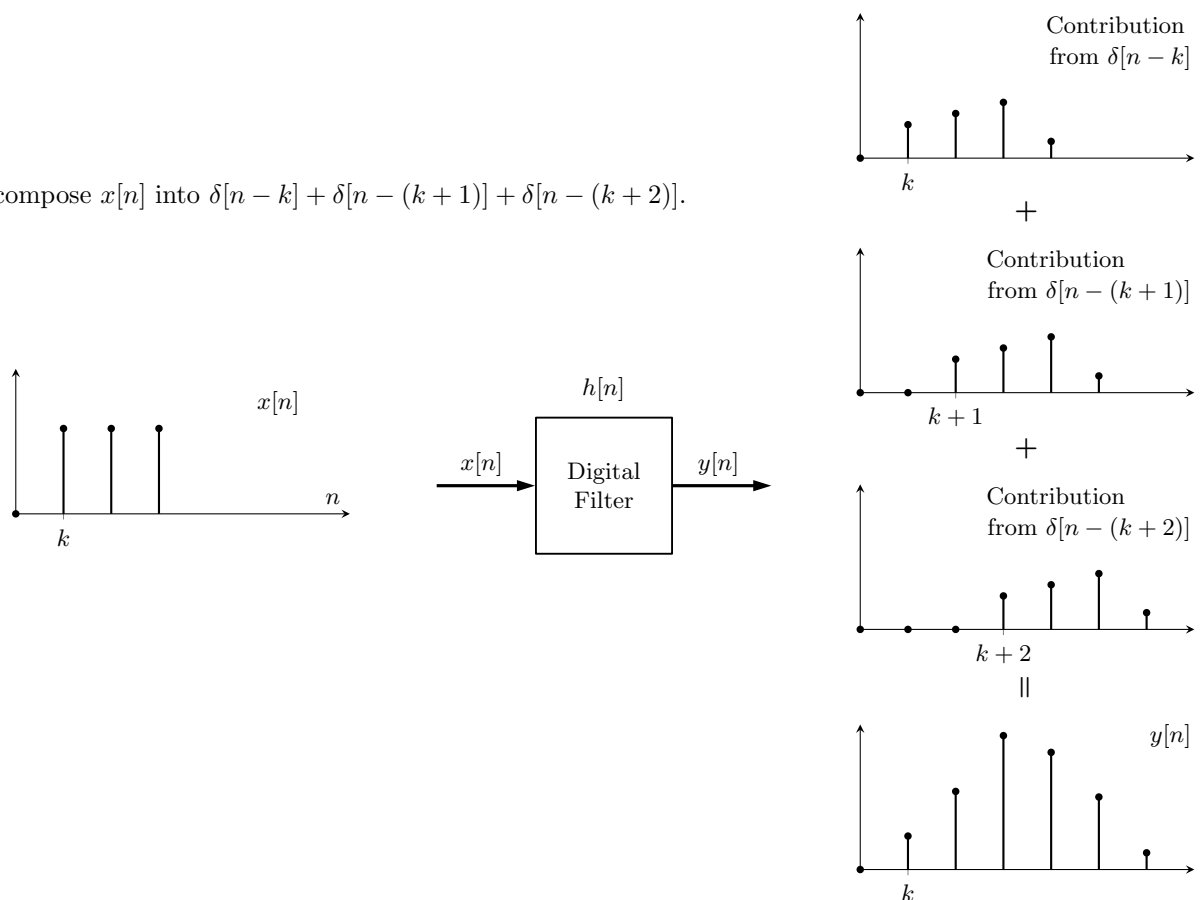 Contribution
from δ[n − k]
k
+
compose x[n] into δ[n − k] + δ[n − (k + 1)] + δ[n − (k + 2)].
Contribution
from δ[n − (k + 1)]
k + 1
+
x[n]
n
k
h[n]
x[n]
Digital
Filter
y[n]
Contribution
from δ[n − (k + 2)]
k + 2
=
y[n]
k